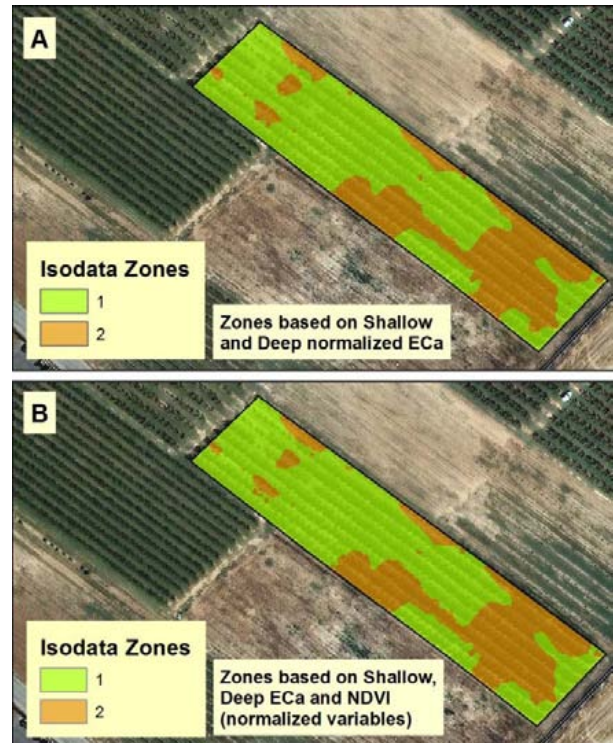 A
Isodata Zones
1
2
Zones based on Shallow
and Deep normalized ECa
B
Isodata Zones
1
2
Zones based on Shallow,
Deep ECa and NDVI
(normalized variables)